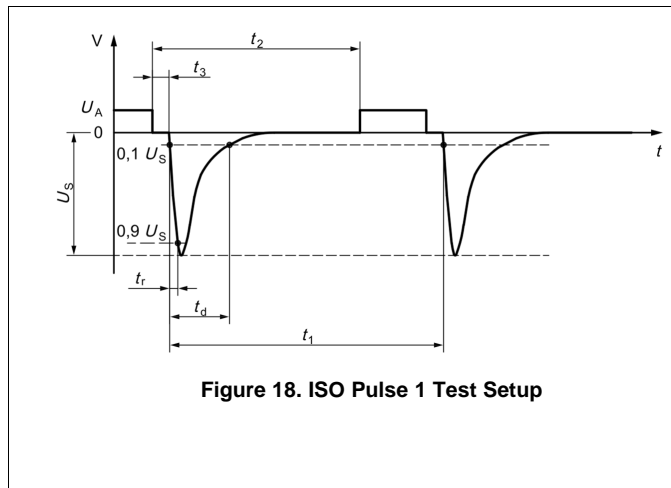 V
t2
t3
UA
0
t
0,1 US
US
0,9 US
tr
td
t1
Figure 18. ISO Pulse 1 Test Setup